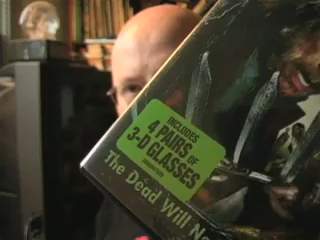 INCLUDES
4 PAIRS OF
3-D GLASSES
The Dead Will